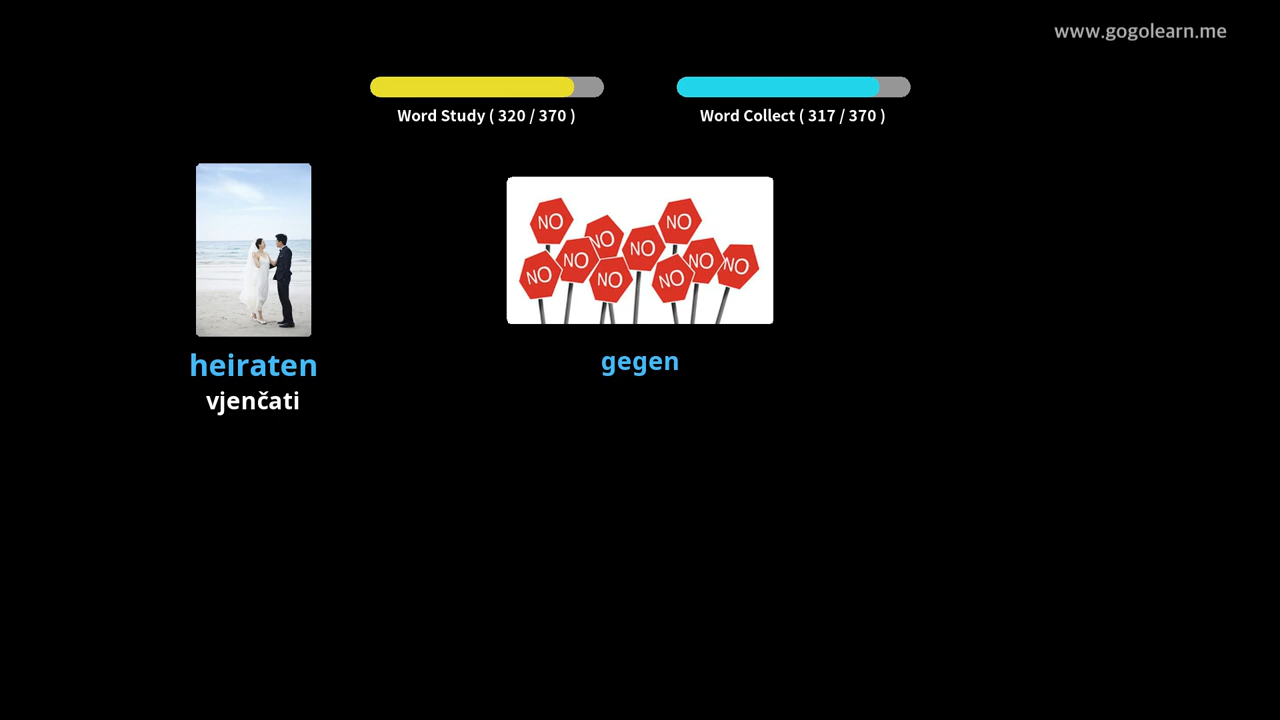 www.gogolearn.me
Word Study ( 320 / 370 )
Word Collect ( 317 / 370 )
NO
NO
NO
NO
NO
NO
NO
NO
NO
NO
heiraten
vjenčati
gegen